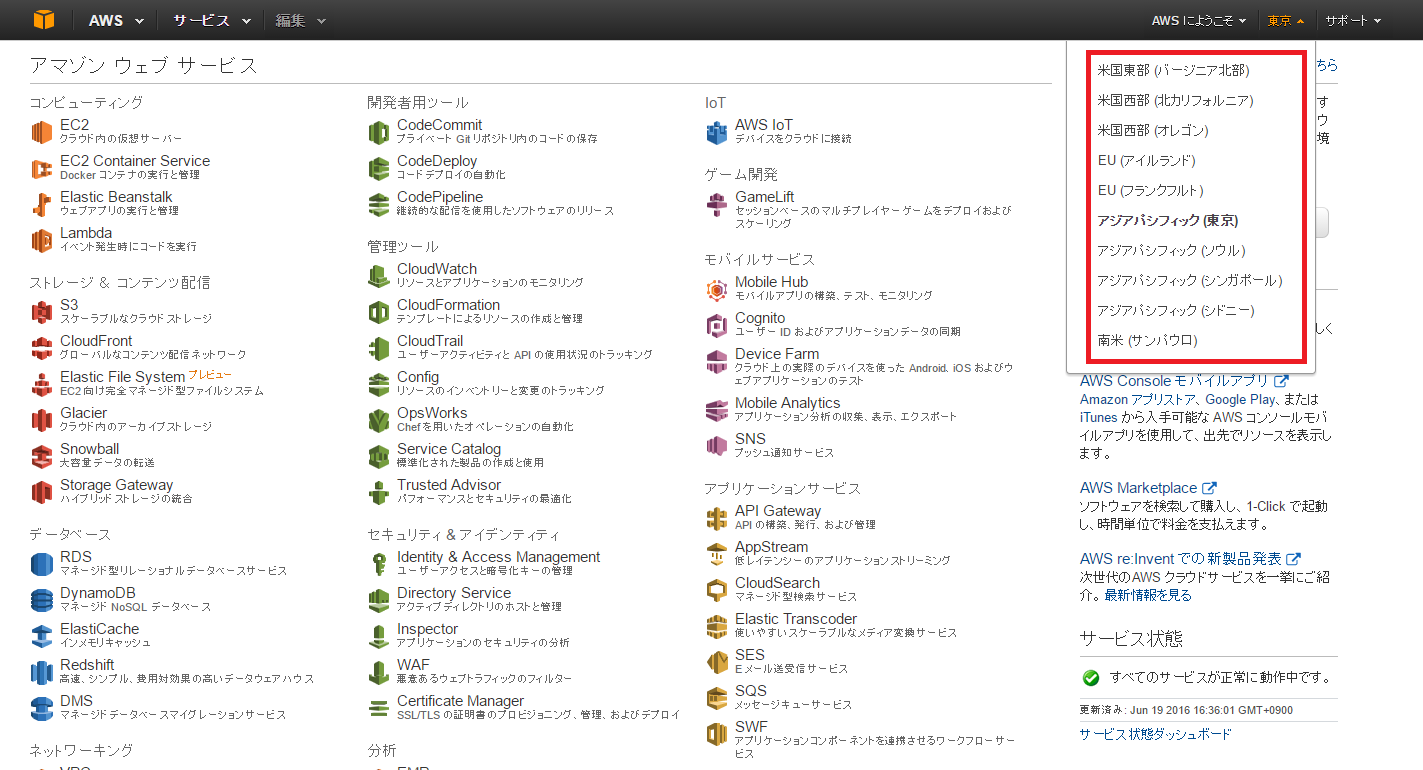 AWS サービス 編集 AWS にようこそ 東京 サポート
アマゾン ウェブ サービス
コンピューティング
EC2
クラウド内の仮想サーバー
EC2 Container Service
Docker コンテナの実行と管理
Elastic Beanstalk
ウェブアプリの実行と管理
Lambda
イベント発生時にコードを実行
ストレージ & コンテンツ配信
S3
スケーラブルなクラウドストレージ
CloudFront
グローバルなコンテンツ配信ネットワーク
Elastic File System プレビュー
EC2 向け完全マネージド型ファイルシステム
Glacier
クラウド内のアーカイブストレージ
Snowball
大容量データの転送
Storage Gateway
ハイブリッドストレージの統合
データベース
RDS
マネージド型リレーショナルデータベースサービス
DynamoDB
マネージド NoSQL データベース
ElastiCache
インメモリキャッシュ
Redshift
高速、シンプル、費用対効果の高いデータウェアハウス
DMS
マネージドデータベースマイグレーションサービス
ネットワーキング
開発者用ツール
CodeCommit
プライベート Git リポジトリ内のコードの保存
CodeDeploy
コードデプロイの自動化
CodePipeline
継続的な配信を使用したソフトウェアのリリース
管理ツール
CloudWatch
リソースとアプリケーションのモニタリング
CloudFormation
テンプレートによるリソースの作成と管理
CloudTrail
ユーザーアクティビティと API の使用状況のトラッキング
Config
リソースのインベントリーと変更のトラッキング
OpsWorks
Chef を用いたオペレーションの自動化
Service Catalog
標準化された製品の作成と使用
Trusted Advisor
パフォーマンスとセキュリティの最適化
セキュリティ & アイデンティティ
Identity & Access Management
ユーザーアクセスと暗号化キーの管理
Directory Service
アクティブディレクトリのホストと管理
Inspector
アプリケーションのセキュリティの分析
WAF
悪意あるウェブトラフィックのフィルター
Certificate Manager
SSL/TLS の証明書のプロビジョニング、管理、およびデプロイ
分析
IoT
AWS IoT
デバイスをクラウドに接続
ゲーム開発
GameLift
セッションベースのマルチプレイヤーゲームをデプロイおよび
スケーリング
モバイルサービス
Mobile Hub
モバイルアプリの構築、テスト、モニタリング
Cognito
ユーザー ID およびアプリケーションデータの同期
Device Farm
クラウド上の実際のデバイスを使った Android、iOS およびウ
ェブアプリケーションのテスト
Mobile Analytics
アプリケーション分析の収集、表示、エクスポート
SNS
プッシュ通知サービス
アプリケーションサービス
API Gateway
API の構築、発行、および管理
AppStream
低レイテンシーのアプリケーションストリーミング
CloudSearch
マネージド型検索サービス
Elastic Transcoder
使いやすいスケーラブルなメディア変換サービス
SES
E メール送受信サービス
SQS
メッセージキューサービス
SWF
アプリケーションコンポーネントを連携させるワークフローサー
ビス
米国東部 (バージニア北部)
米国西部 (北カリフォルニア)
米国西部 (オレゴン)
EU (アイルランド)
EU (フランクフルト)
アジアパシフィック (東京)
アジアパシフィック (ソウル)
アジアパシフィック (シンガポール)
アジアパシフィック (シドニー)
南米 (サンパウロ)
ちら
す
ウ
境
しく
AWS Console モバイルアプリ
Amazon アプリストア、Google Play、または
iTunes から入手可能な AWS コンソールモバ
イルアプリを使用して、出先でリソースを表示し
ます。
AWS Marketplace
ソフトウェアを検索して購入し、1-Click で起動
し、時間単位で料金を支払えます。
AWS re:Invent での新製品発表
次世代のAWS クラウドサービスを一挙にご紹
介。最新情報を見る
サービス状態
すべてのサービスが正常に動作中です。
更新済み: Jun 19 2016 16:36:01 GMT+0900
サービス状態ダッシュボード